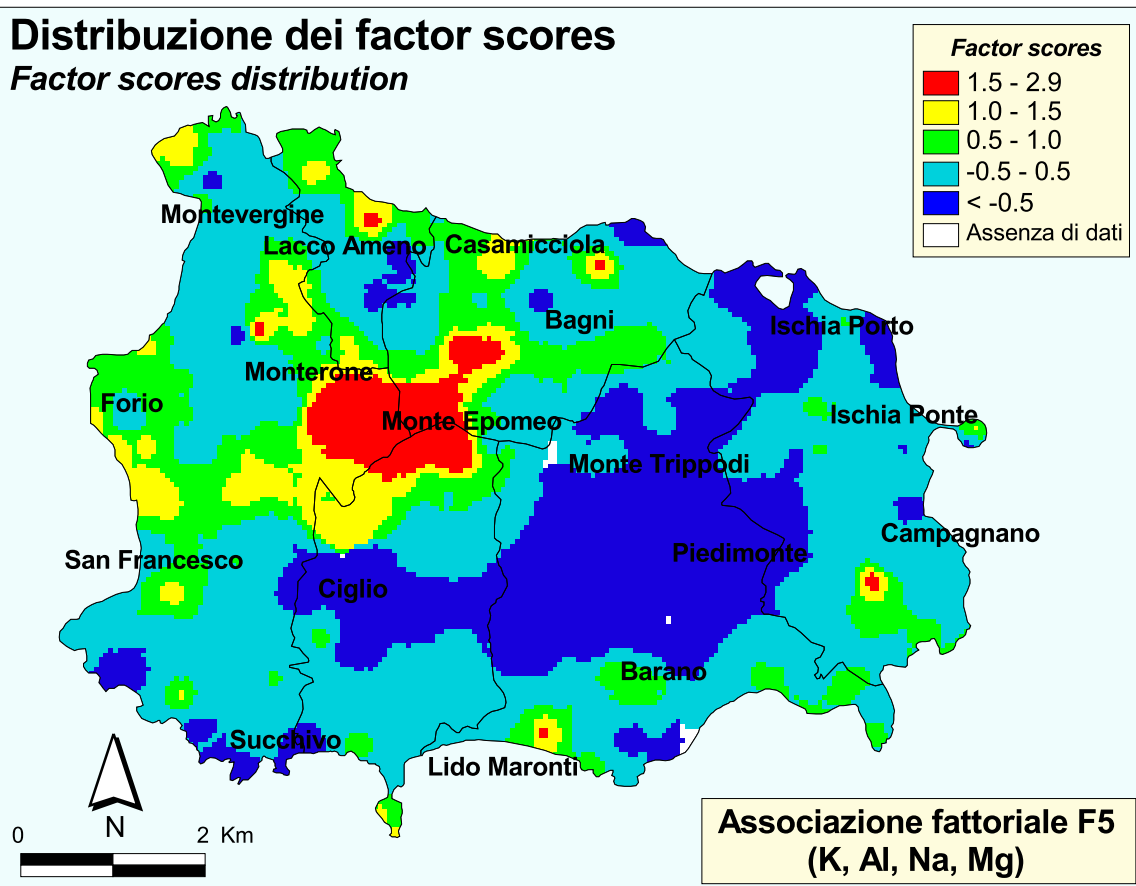 Distribuzione dei factor scores
Factor scores distribution
Factor scores
1.5 - 2.9
1.0 - 1.5
0.5 - 1.0
-0.5 - 0.5
< -0.5
Assenza di dati
Montevergine
Lacco Ameno
Casamicciola
Bagni
Ischia Porto
Monterone
Forio
Monte Epomeo
Ischia Ponte
Monte Trippodi
Campagnano
Piedimonte
San Francesco
Ciglio
Barano
Succhivo
Lido Maronti
N
0 2 Km
Associazione fattoriale F5
(K, Al, Na, Mg)